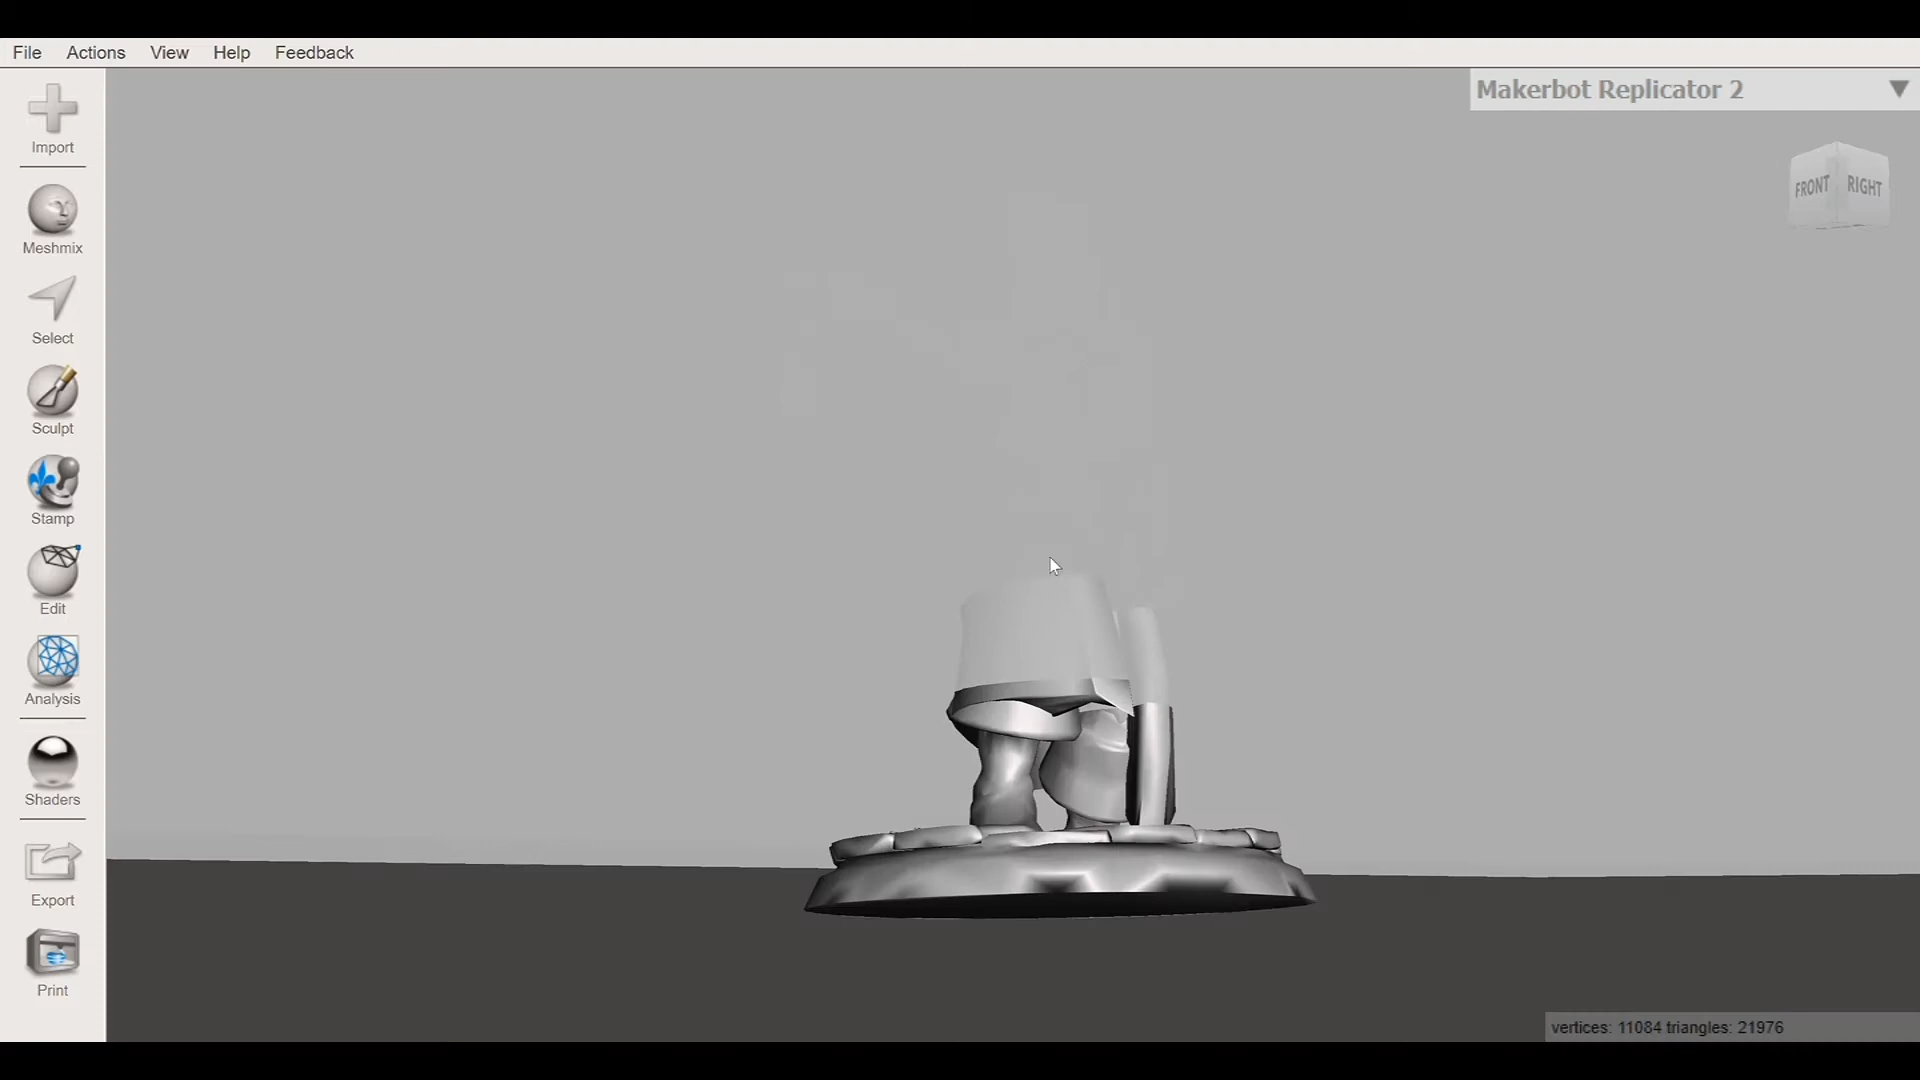 File Actions View Help Feedback
Makerbot Replicator 2
Import
FRONT RIGHT
Meshmix
Select
Sculpt
Stamp
Edit
Analysis
Shaders
Export
Print
vertices: 11084 triangles: 21976